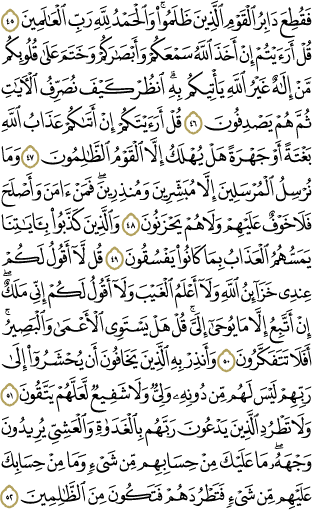 فَقُطِعَ دَابِرُ ٱلْقَوْمِ ٱلَّذِينَ ظَلَمُوا۟ ۚ وَٱلْحَمْدُ لِلَّهِ رَبِّ ٱلْعَٰلَمِينَ ٤٥
قُلْ أَرَءَيْتُمْ إِنْ أَخَذَ ٱللَّهُ سَمْعَكُمْ وَأَبْصَٰرَكُمْ وَخَتَمَ عَلَىٰ قُلُوبِكُم
مَّنْ إِلَٰهٌ غَيْرُ ٱللَّهِ يَأْتِيكُم بِهِ ۗ ٱنظُرْ كَيْفَ نُصَرِّفُ ٱلْءَايَٰتِ
ثُمَّ هُمْ يَصْدِفُونَ ٤٦ قُلْ أَرَءَيْتَكُمْ إِنْ أَتَىٰكُمْ عَذَابُ ٱللَّهِ
بَغْتَةً أَوْ جَهْرَةً هَلْ يُهْلَكُ إِلَّا ٱلْقَوْمُ ٱلظَّٰلِمُونَ ٤٧ وَمَا
نُرْسِلُ ٱلْمُرْسَلِينَ إِلَّا مُبَشِّرِينَ وَمُنذِرِينَ ۖ فَمَنْ ءَامَنَ وَأَصْلَحَ
فَلَا خَوْفٌ عَلَيْهِمْ وَلَا هُمْ يَحْزَنُونَ ٤٨ وَٱلَّذِينَ كَذَّبُوا۟ بِـَٔايَٰتِنَا
يَمَسُّهُمُ ٱلْعَذَابُ بِمَا كَانُوا۟ يَفْسُقُونَ ٤٩ قُل لَّآ أَقُولُ لَكُمْ
عِندِى خَزَآئِنُ ٱللَّهِ وَلَآ أَعْلَمُ ٱلْغَيْبَ وَلَآ أَقُولُ لَكُمْ إِنِّى مَلَكٌ ۖ
إِنْ أَتَّبِعُ إِلَّا مَا يُوحَىٰٓ إِلَىَّ ۚ قُلْ هَلْ يَسْتَوِى ٱلْأَعْمَىٰ وَٱلْبَصِيرُ ۚ
أَفَلَا تَتَفَكَّرُونَ ٥٠ وَأَنذِرْ بِهِ ٱلَّذِينَ يَخَافُونَ أَن يُحْشَرُوٓا۟ إِلَىٰ
رَبِّهِمْ ۙ لَيْسَ لَهُم مِّن دُونِهِۦ وَلِىٌّ وَلَا شَفِيعٌ لَّعَلَّهُمْ يَتَّقُونَ ٥١
وَلَا تَطْرُدِ ٱلَّذِينَ يَدْعُونَ رَبَّهُم بِٱلْغَدَوٰةِ وَٱلْعَشِىِّ يُرِيدُونَ
وَجْهَهُۥ ۖ مَا عَلَيْكَ مِنْ حِسَابِهِم مِّن شَىْءٍ وَمَا مِنْ حِسَابِكَ
عَلَيْهِم مِّن شَىْءٍ فَتَطْرُدَهُمْ فَتَكُونَ مِنَ ٱلظَّٰلِمِينَ ٥٢